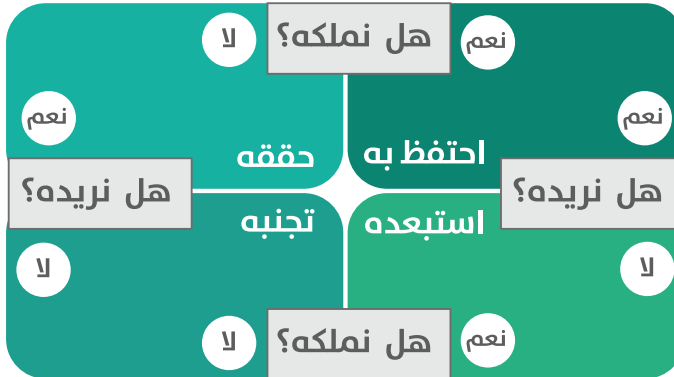 نعم هل نملكه؟ لا
نعم نعم
احتفظ به حققه
هل نريده؟ هل نريده؟
استبعده تجنبه
لا لا
نعم هل نملكه؟ لا